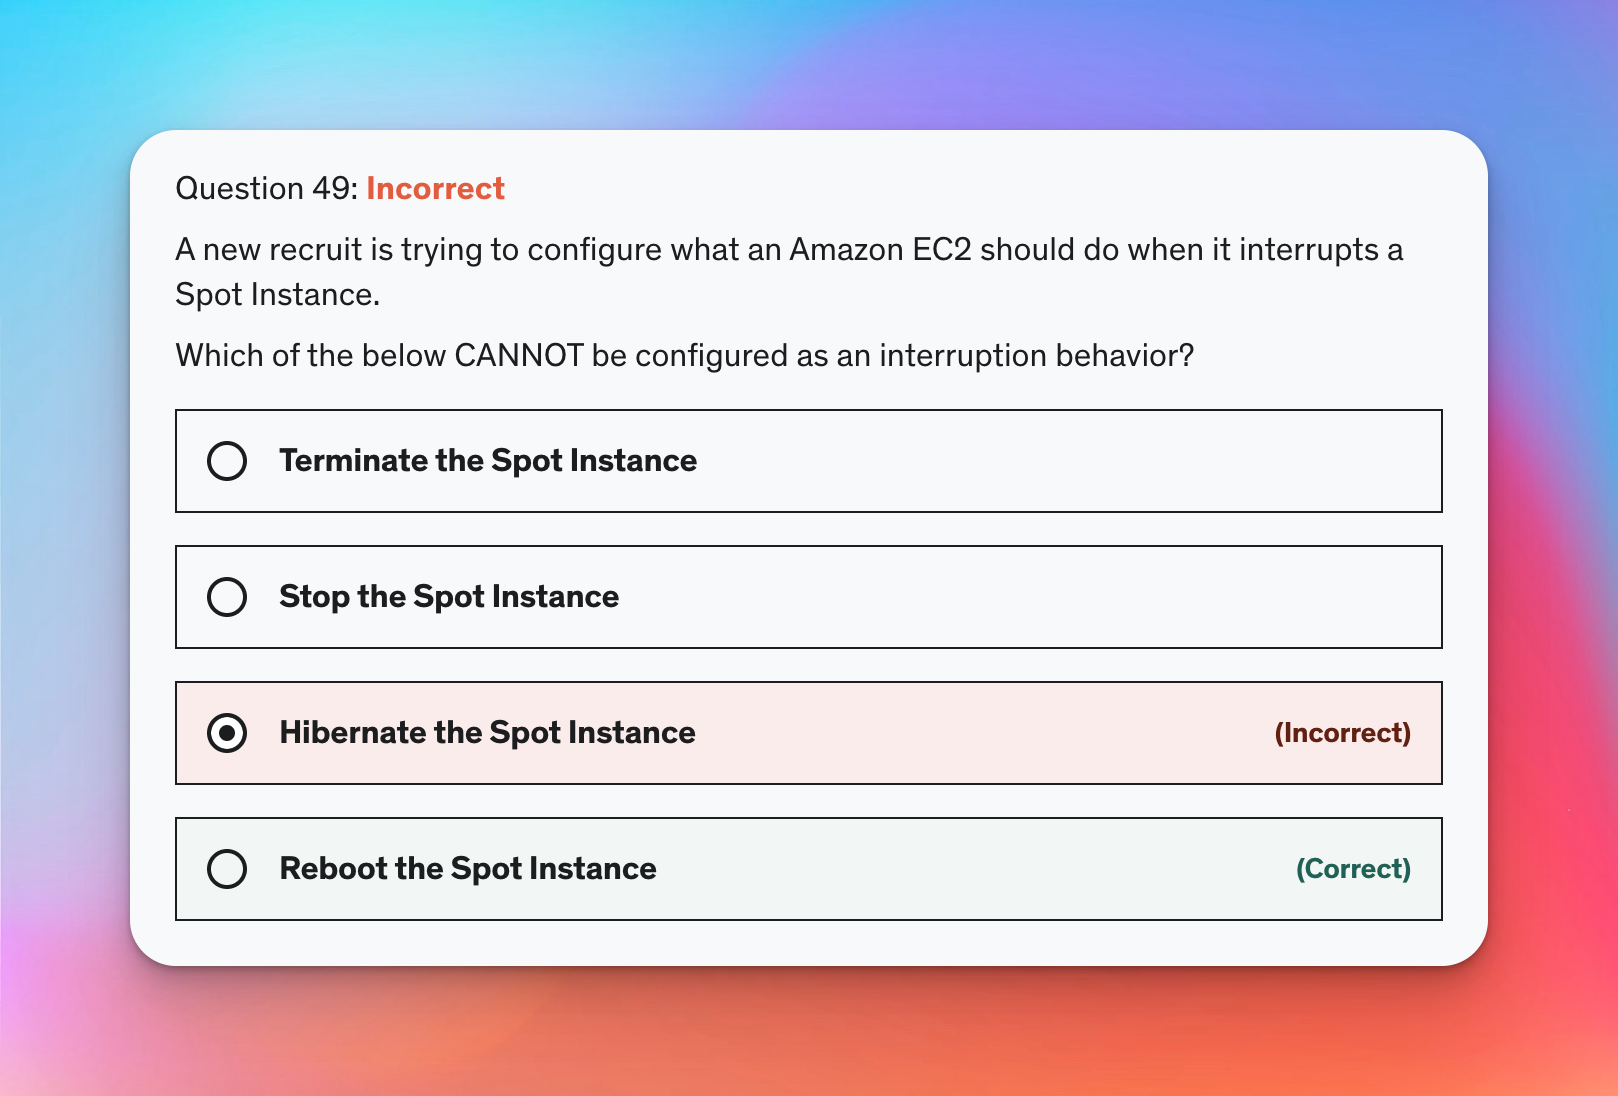 Question 49: Incorrect
A new recruit is trying to configure what an Amazon EC2 should do when it interrupts a
Spot Instance.
Which of the below CANNOT be configured as an interruption behavior?
Terminate the Spot Instance
Stop the Spot Instance
Hibernate the Spot Instance (Incorrect)
Reboot the Spot Instance (Correct)